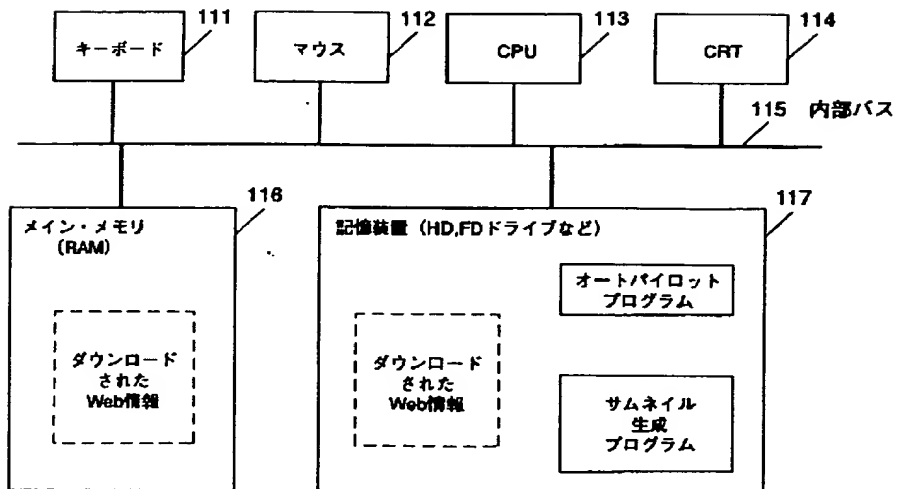 111
キーボード
112
マウス
113
CPU
114
CRT
115 内部バス
116
メイン・メモリ
(RAM)
ダウンロード
された
Web情報
117
記憶装置（HD,FDドライブなど）
オートパイロット
プログラム
ダウンロード
された
Web情報
サムネイル
生成
プログラム